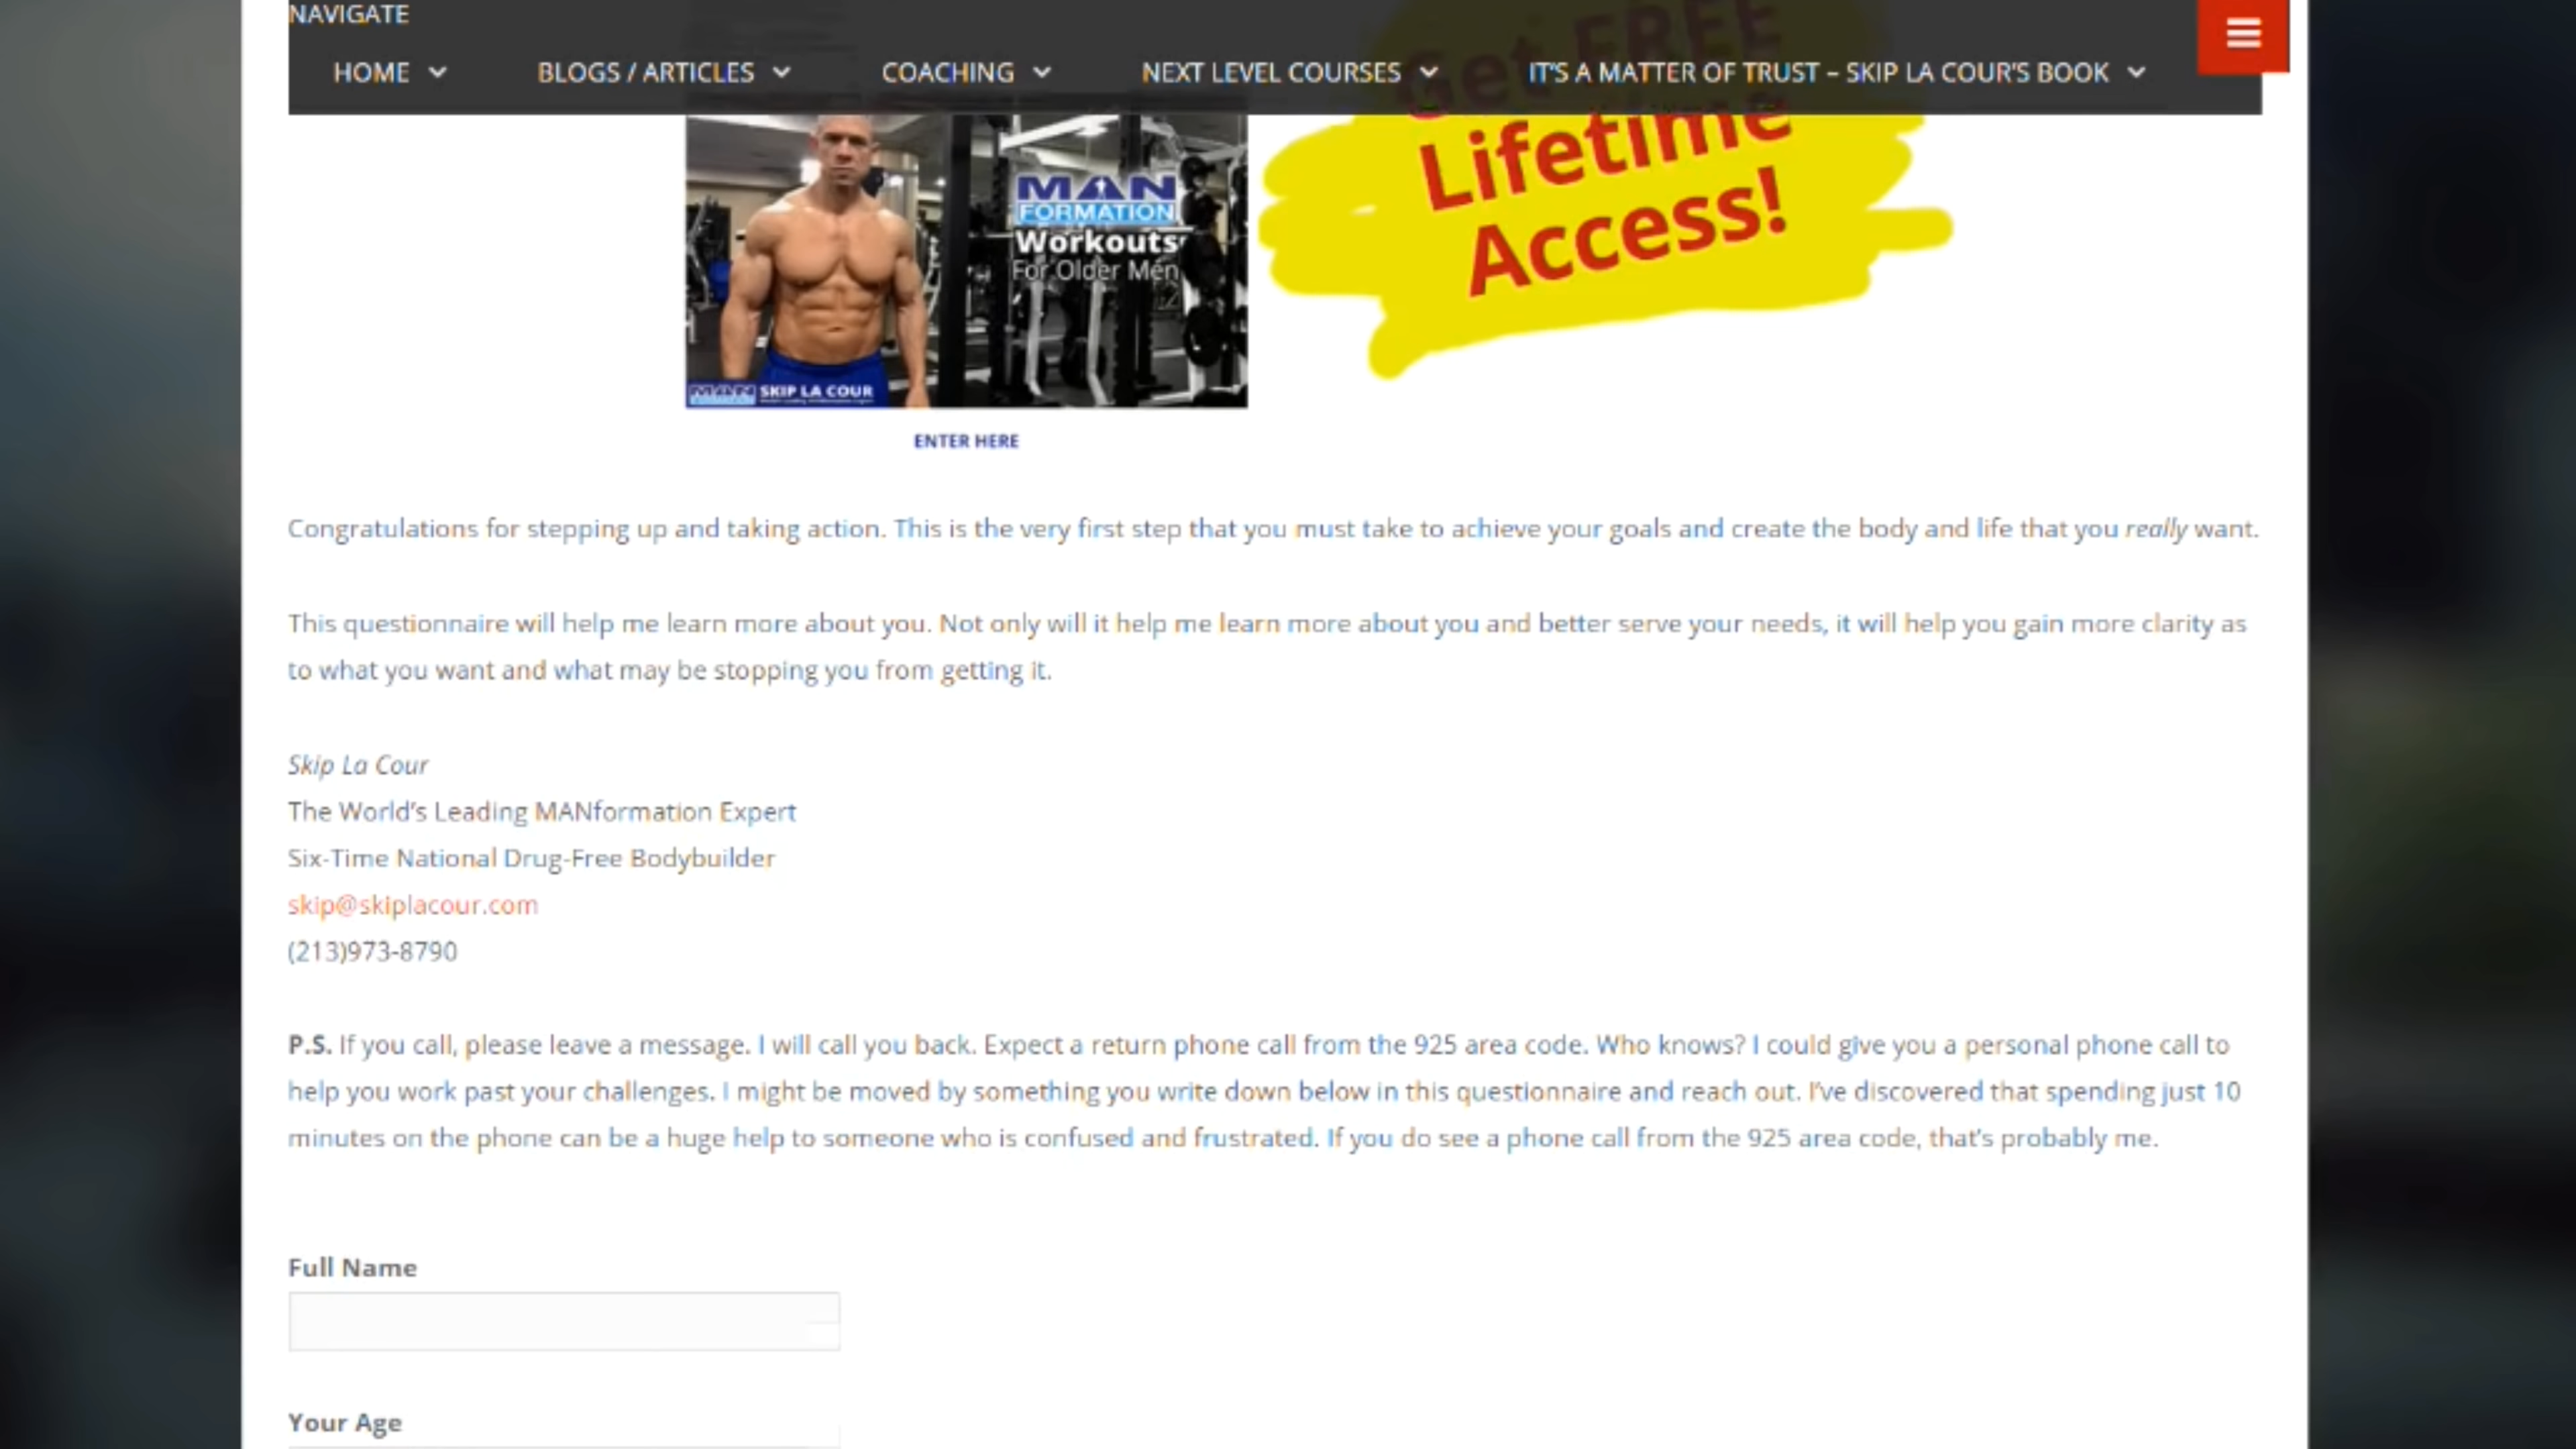 NAVIGATE
HOME
BLOGS / ARTICLES
COACHING
NEXT LEVEL COURSES
IT'S A MATTER OF TRUST – SKIP LA COUR'S BOOK
Get FREE
Lifetime
Access!
MAN
FORMATION
Workouts
For Older Men
MAN
SKIP LA COUR
ENTER HERE
Congratulations for stepping up and taking action. This is the very first step that you must take to achieve your goals and create the body and life that you really want.
This questionnaire will help me learn more about you. Not only will it help me learn more about you and better serve your needs, it will help you gain more clarity as
to what you want and what may be stopping you from getting it.
Skip La Cour
The World's Leading MANformation Expert
Six-Time National Drug-Free Bodybuilder
skip@skiplacour.com
(213)973-8790
P.S. If you call, please leave a message. I will call you back. Expect a return phone call from the 925 area code. Who knows? I could give you a personal phone call to
help you work past your challenges. I might be moved by something you write down below in this questionnaire and reach out. I've discovered that spending just 10
minutes on the phone can be a huge help to someone who is confused and frustrated. If you do see a phone call from the 925 area code, that's probably me.
Full Name
Your Age